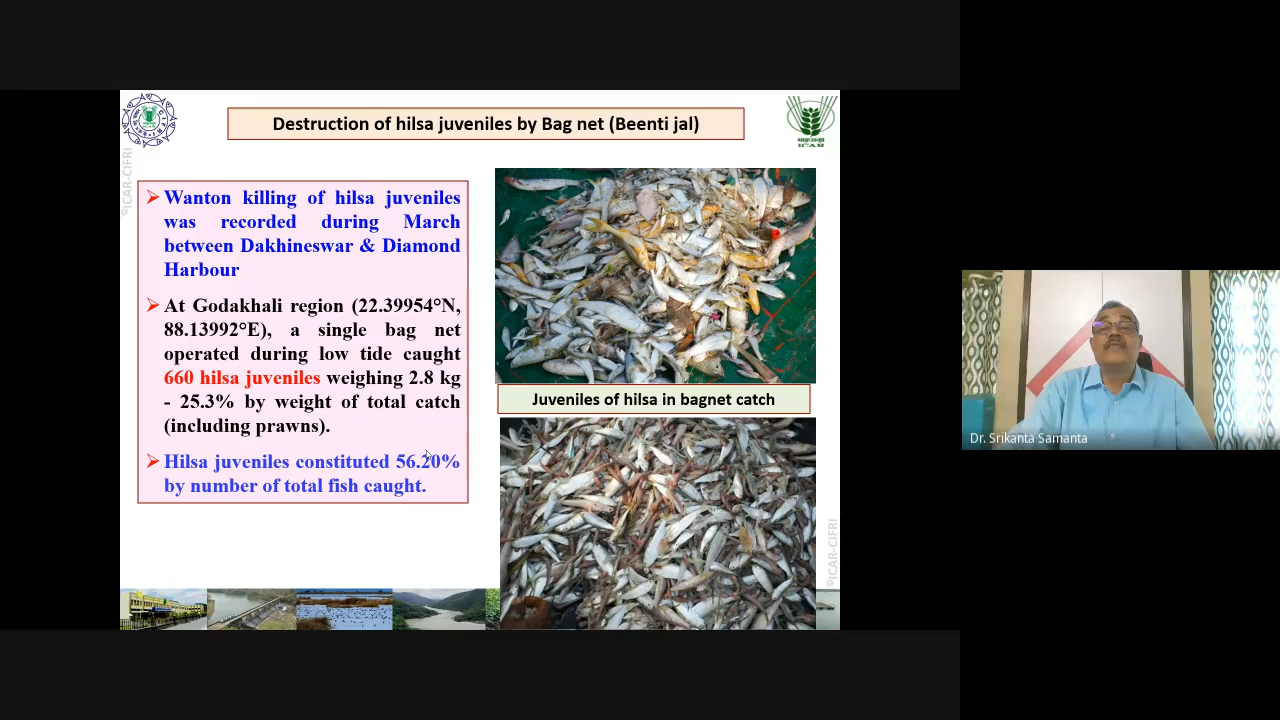 Destruction of hilsa juveniles by Bag net (Beenti jal)
ICAR
©ICAR-CIFRI
➢ Wanton killing of hilsa juveniles
was recorded during March
between Dakhineswar & Diamond
Harbour
➢ At Godakhali region (22.39954°N,
88.13992°E), a single bag net
operated during low tide caught
660 hilsa juveniles weighing 2.8 kg
- 25.3% by weight of total catch
(including prawns).
➢ Hilsa juveniles constituted 56.20%
by number of total fish caught.
Juveniles of hilsa in bagnet catch
©ICAR-CIFRI
Dr. Srikanta Samanta